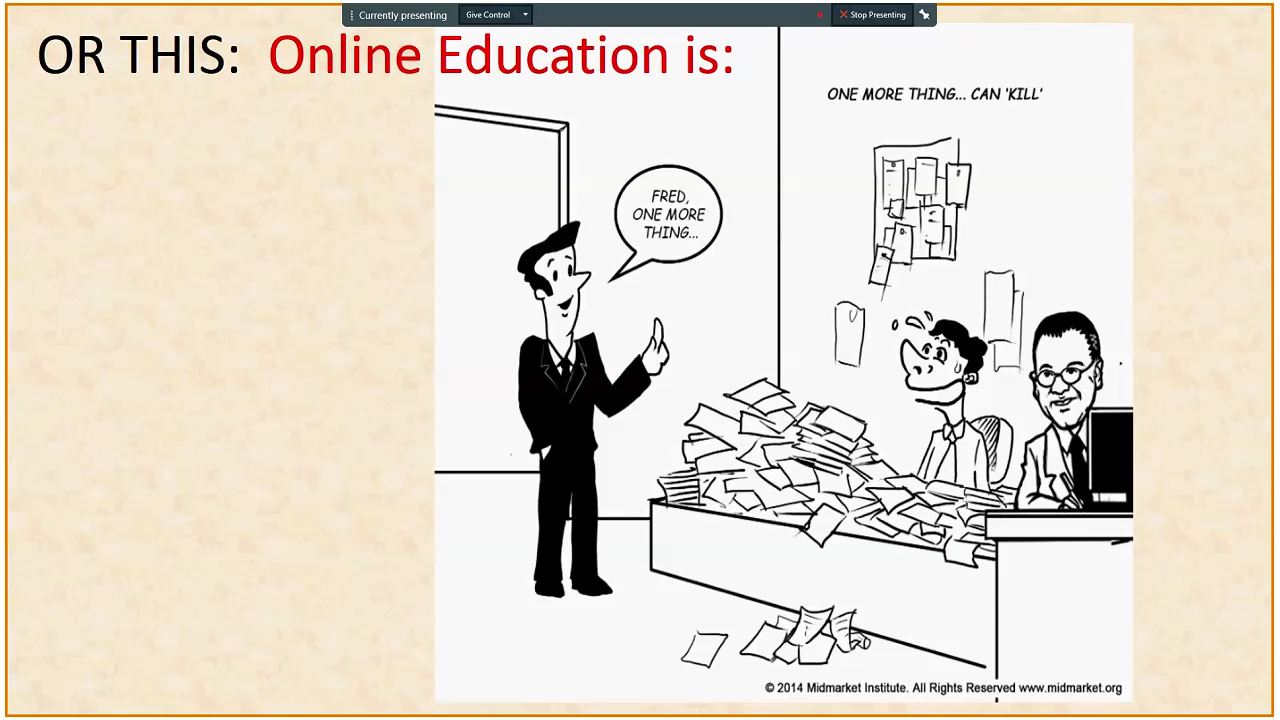 Currently presenting Give Control Stop Presenting
OR THIS: Online Education is:
ONE MORE THING... CAN 'KILL'
FRED,
ONE MORE
THING...
© 2014 Midmarket Institute. All Rights Reserved www.midmarket.org